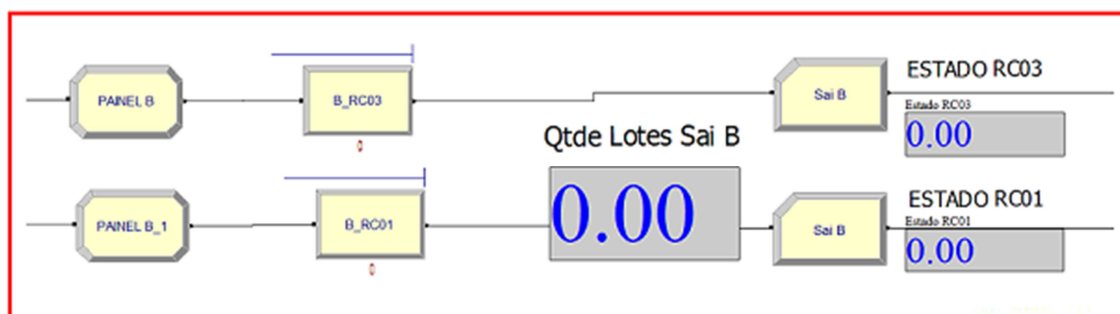 ESTADO RC03
PAINEL B
B_RC03
Sai B
Estado RC03
0.00
0
Qtde Lotes Sai B
0.00
ESTADO RC01
PAINEL B_1
B_RC01
Sai B
Estado RC01
0.00
0